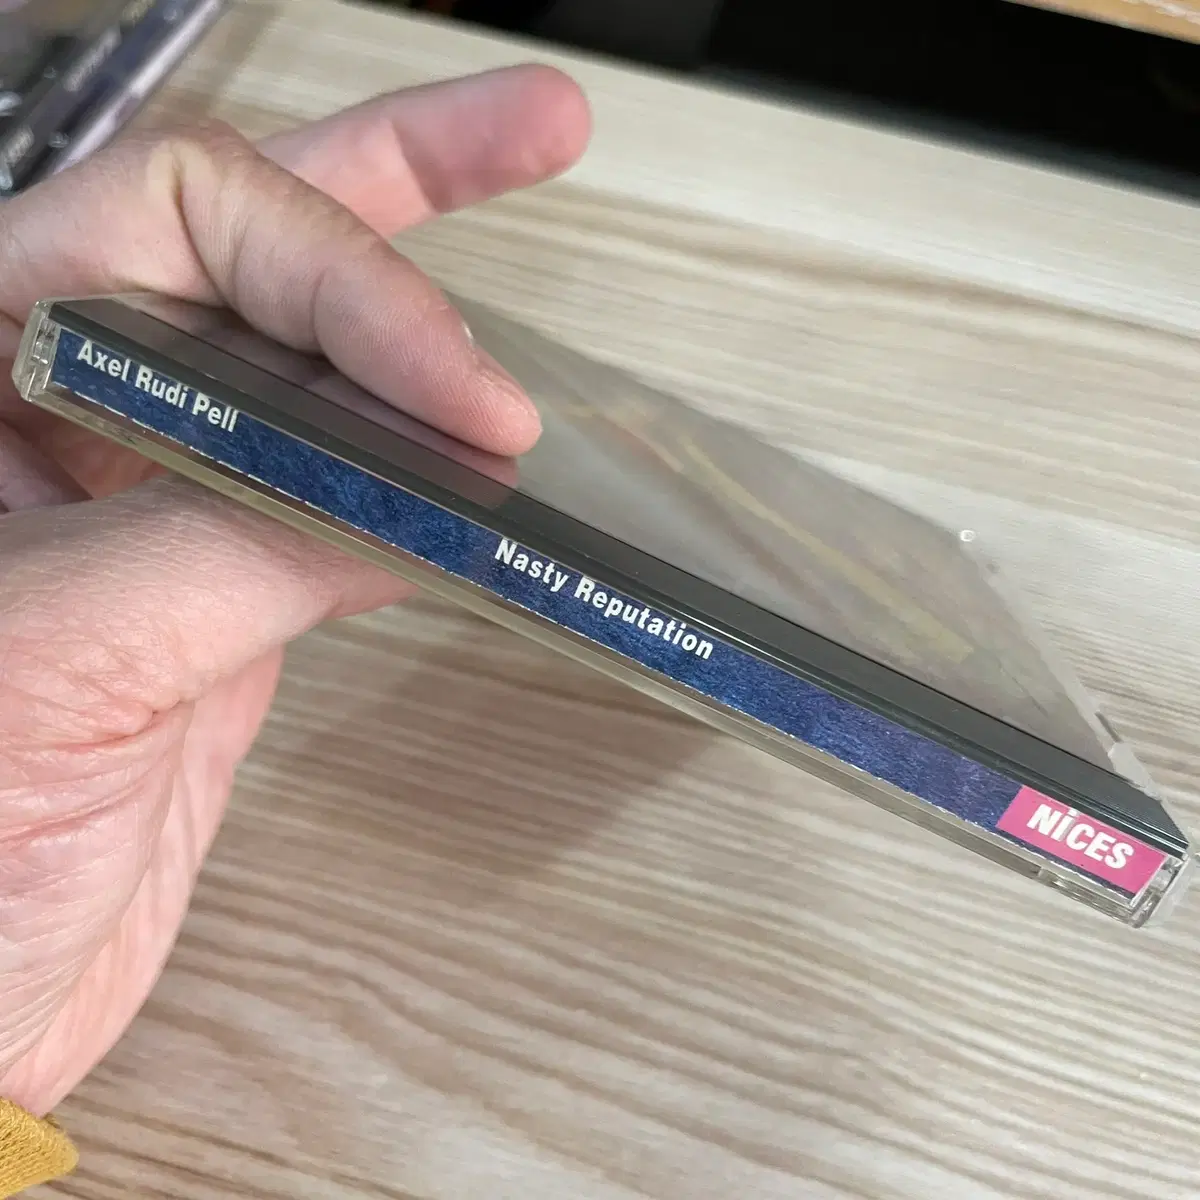 Axel Rudi Pell
Nasty Reputation
NiCES